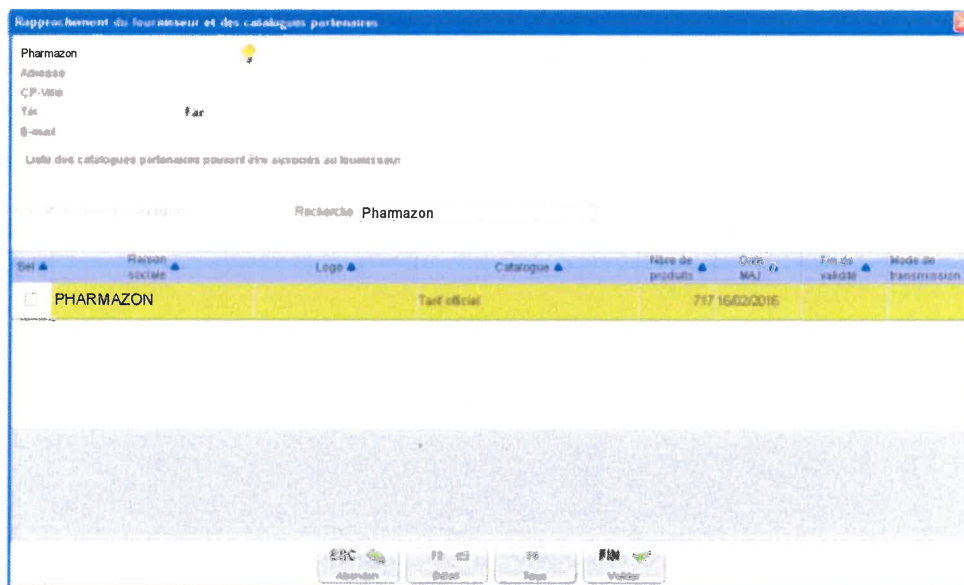 Rapprochement du fournisseur et des catalogues partenaires
Pharmazon
Adresse
CP-Ville
Tél Fax
E-mail
Liste des catalogues partenaires pouvant être associés au fournisseur
Recherche Pharmazon
Sél Raison sociale Logo Catalogue Nbre de produits Date MAJ Fin de validité Mode de transmission
PHARMAZON Tarif officiel 717 16/02/2016
ESC F2 F6 FIN
Abandon Détail Tous Valider